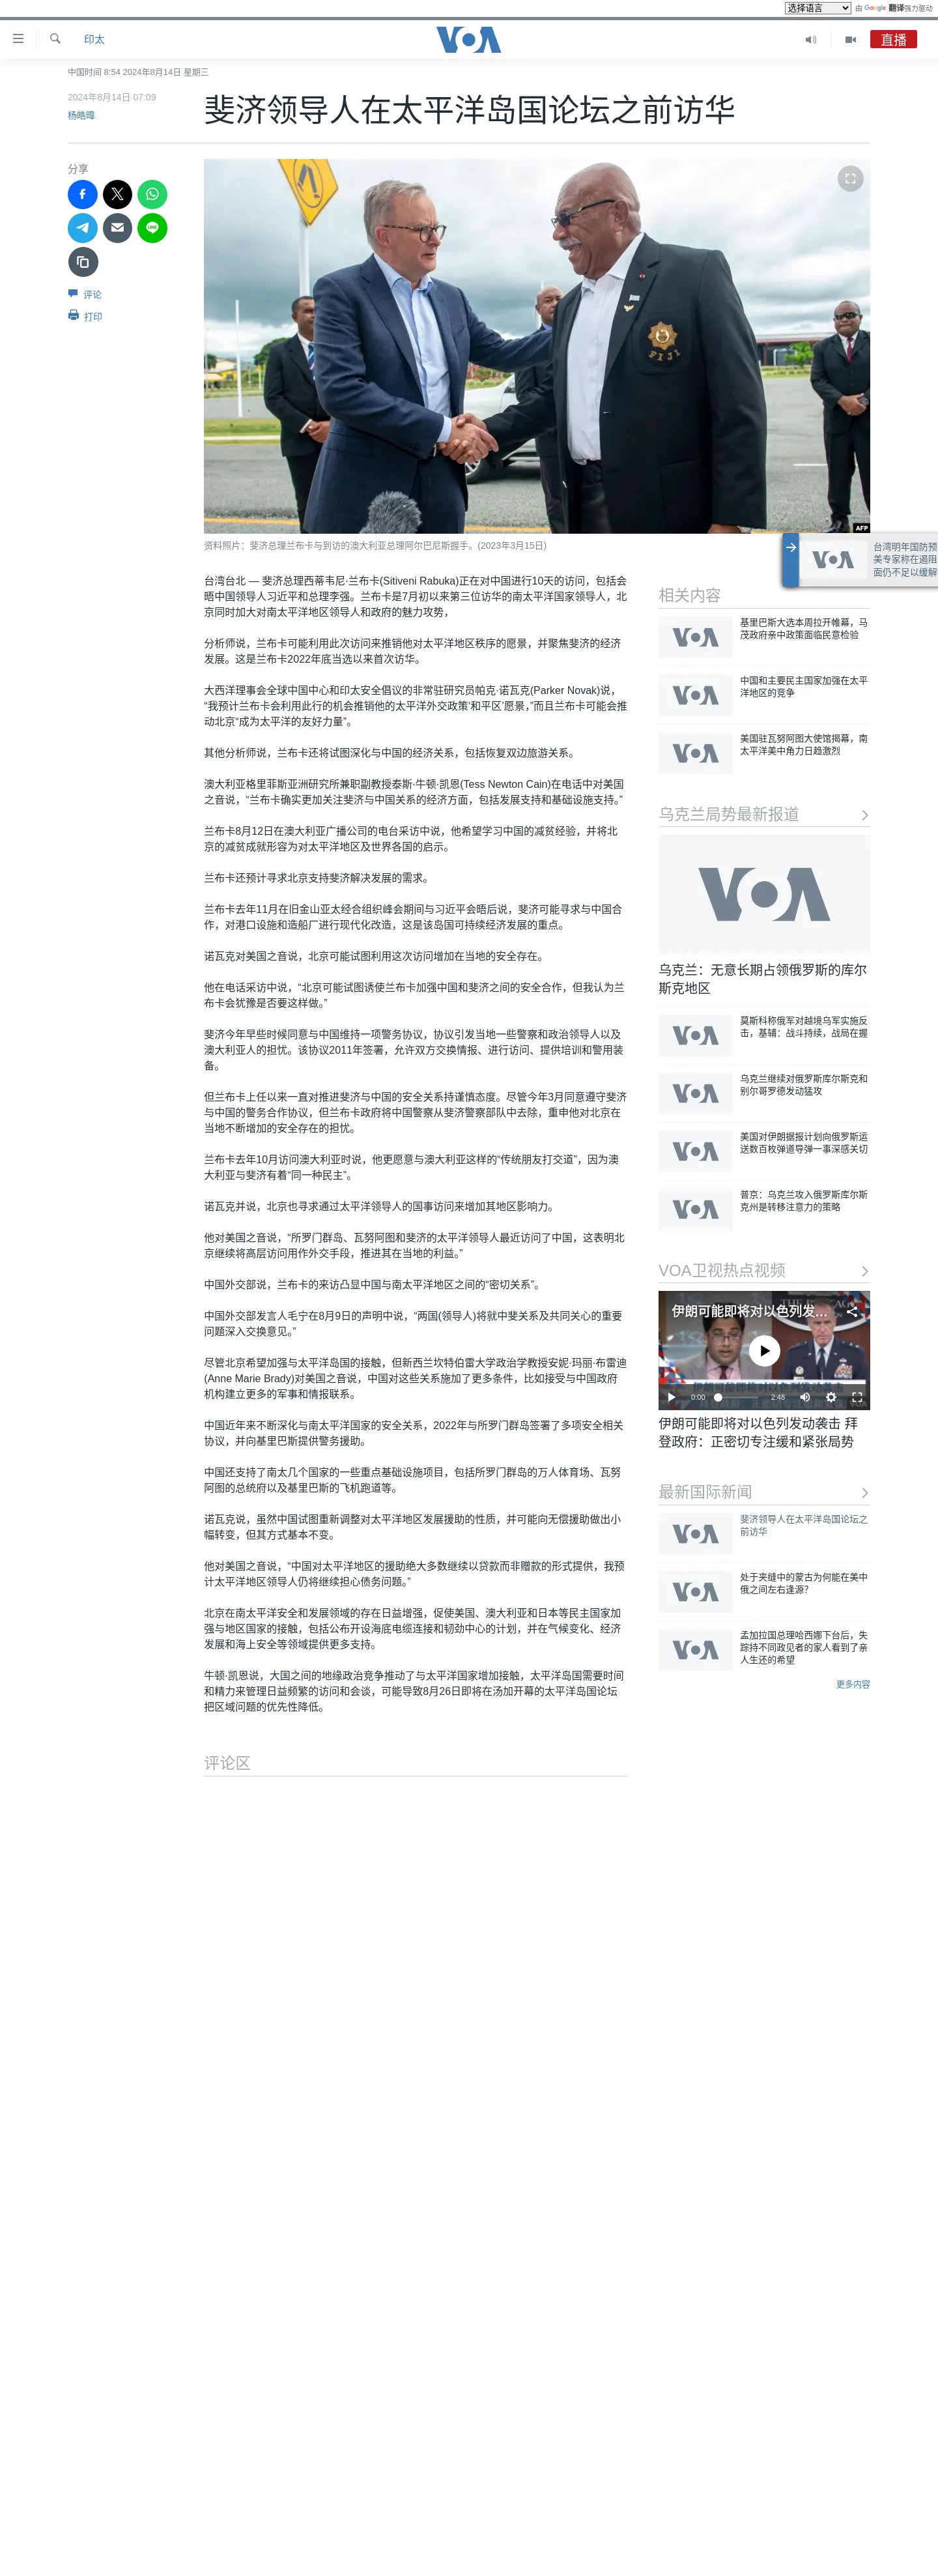 选择语言
由 Google 翻译强力驱动
印太
VOA
直播
中国时间 8:54 2024年8月14日 星期三
2024年8月14日 07:09
杨皓暐
斐济领导人在太平洋岛国论坛之前访华
分享
评论
打印
FIJI
AFP
资料照片：斐济总理兰布卡与到访的澳大利亚总理阿尔巴尼斯握手。(2023年3月15日)
VOA
台湾明年国防预
美专家称在遏阻
面仍不足以缓解
台湾台北 — 斐济总理西蒂韦尼·兰布卡(Sitiveni Rabuka)正在对中国进行10天的访问，包括会
晤中国领导人习近平和总理李强。兰布卡是7月初以来第三位访华的南太平洋国家领导人，北
京同时加大对南太平洋地区领导人和政府的魅力攻势，
分析师说，兰布卡可能利用此次访问来推销他对太平洋地区秩序的愿景，并聚焦斐济的经济
发展。这是兰布卡2022年底当选以来首次访华。
大西洋理事会全球中国中心和印太安全倡议的非常驻研究员帕克·诺瓦克(Parker Novak)说，
“我预计兰布卡会利用此行的机会推销他的太平洋外交政策‘和平区’愿景，”而且兰布卡可能会推
动北京“成为太平洋的友好力量”。
其他分析师说，兰布卡还将试图深化与中国的经济关系，包括恢复双边旅游关系。
澳大利亚格里菲斯亚洲研究所兼职副教授泰斯·牛顿·凯恩(Tess Newton Cain)在电话中对美国
之音说，“兰布卡确实更加关注斐济与中国关系的经济方面，包括发展支持和基础设施支持。”
兰布卡8月12日在澳大利亚广播公司的电台采访中说，他希望学习中国的减贫经验，并将北
京的减贫成就形容为对太平洋地区及世界各国的启示。
兰布卡还预计寻求北京支持斐济解决发展的需求。
兰布卡去年11月在旧金山亚太经合组织峰会期间与习近平会晤后说，斐济可能寻求与中国合
作，对港口设施和造船厂进行现代化改造，这是该岛国可持续经济发展的重点。
诺瓦克对美国之音说，北京可能试图利用这次访问增加在当地的安全存在。
他在电话采访中说，“北京可能试图诱使兰布卡加强中国和斐济之间的安全合作，但我认为兰
布卡会犹豫是否要这样做。”
斐济今年早些时候同意与中国维持一项警务协议，协议引发当地一些警察和政治领导人以及
澳大利亚人的担忧。该协议2011年签署，允许双方交换情报、进行访问、提供培训和警用装
备。
但兰布卡上任以来一直对推进斐济与中国的安全关系持谨慎态度。尽管今年3月同意遵守斐济
与中国的警务合作协议，但兰布卡政府将中国警察从斐济警察部队中去除，重申他对北京在
当地不断增加的安全存在的担忧。
兰布卡去年10月访问澳大利亚时说，他更愿意与澳大利亚这样的“传统朋友打交道”，因为澳
大利亚与斐济有着“同一种民主”。
诺瓦克说，北京也寻求通过太平洋领导人的国事访问来增加其地区影响力。
他对美国之音说，“所罗门群岛、瓦努阿图和斐济的太平洋领导人最近访问了中国，这表明北
京继续将高层访问用作外交手段，推进其在当地的利益。”
中国外交部说，兰布卡的来访凸显中国与南太平洋地区之间的“密切关系”。
中国外交部发言人毛宁在8月9日的声明中说，“两国(领导人)将就中斐关系及共同关心的重要
问题深入交换意见。”
尽管北京希望加强与太平洋岛国的接触，但新西兰坎特伯雷大学政治学教授安妮·玛丽·布雷迪
(Anne Marie Brady)对美国之音说，中国对这些关系施加了更多条件，比如接受与中国政府
机构建立更多的军事和情报联系。
中国近年来不断深化与南太平洋国家的安全关系，2022年与所罗门群岛签署了多项安全相关
协议，并向基里巴斯提供警务援助。
中国还支持了南太几个国家的一些重点基础设施项目，包括所罗门群岛的万人体育场、瓦努
阿图的总统府以及基里巴斯的飞机跑道等。
诺瓦克说，虽然中国试图重新调整对太平洋地区发展援助的性质，并可能向无偿援助做出小
幅转变，但其方式基本不变。
他对美国之音说，“中国对太平洋地区的援助绝大多数继续以贷款而非赠款的形式提供，我预
计太平洋地区领导人仍将继续担心债务问题。”
北京在南太平洋安全和发展领域的存在日益增强，促使美国、澳大利亚和日本等民主国家加
强与地区国家的接触，包括公布开设海底电缆连接和韧劲中心的计划，并在气候变化、经济
发展和海上安全等领域提供更多支持。
牛顿·凯恩说，大国之间的地缘政治竞争推动了与太平洋国家增加接触，太平洋岛国需要时间
和精力来管理日益频繁的访问和会谈，可能导致8月26日即将在汤加开幕的太平洋岛国论坛
把区域问题的优先性降低。
评论区
相关内容
VOA
基里巴斯大选本周拉开帷幕，马
茂政府亲中政策面临民意检验
VOA
中国和主要民主国家加强在太平
洋地区的竞争
VOA
美国驻瓦努阿图大使馆揭幕，南
太平洋美中角力日趋激烈
乌克兰局势最新报道
VOA
乌克兰：无意长期占领俄罗斯的库尔
斯克地区
VOA
莫斯科称俄军对越境乌军实施反
击，基辅：战斗持续，战局在握
VOA
乌克兰继续对俄罗斯库尔斯克和
别尔哥罗德发动猛攻
VOA
美国对伊朗据报计划向俄罗斯运
送数百枚弹道导弹一事深感关切
VOA
普京：乌克兰攻入俄罗斯库尔斯
克州是转移注意力的策略
VOA卫视热点视频
伊朗可能即将对以色列发...
0:00
2:48
伊朗可能即将对以色列发动袭击 拜
登政府：正密切专注缓和紧张局势
最新国际新闻
VOA
斐济领导人在太平洋岛国论坛之
前访华
VOA
处于夹缝中的蒙古为何能在美中
俄之间左右逢源？
VOA
孟加拉国总理哈西娜下台后，失
踪持不同政见者的家人看到了亲
人生还的希望
更多内容